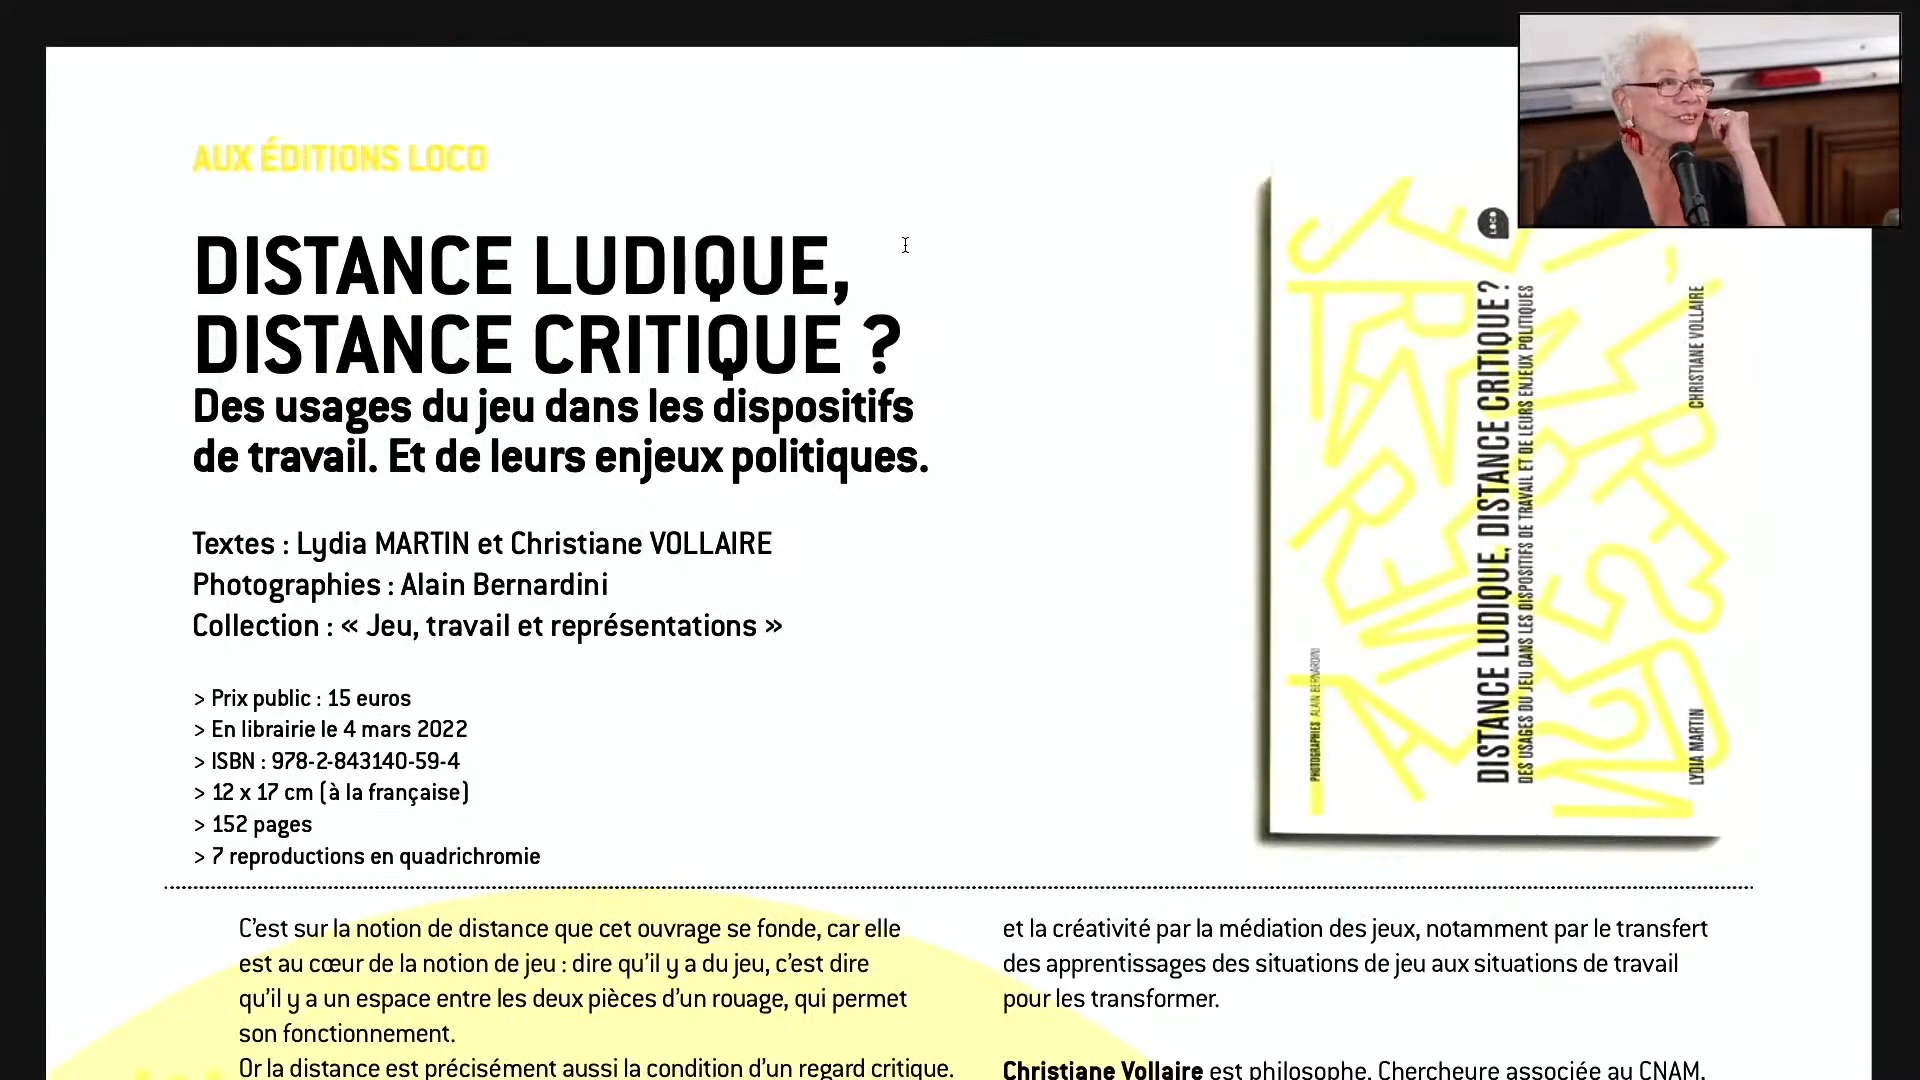 AUX ÉDITIONS LOCO
DISTANCE LUDIQUE,
DISTANCE CRITIQUE ?
Des usages du jeu dans les dispositifs
de travail. Et de leurs enjeux politiques.
Textes : Lydia MARTIN et Christiane VOLLAIRE
Photographies : Alain Bernardini
Collection : « Jeu, travail et représentations »
> Prix public : 15 euros
> En librairie le 4 mars 2022
> ISBN : 978-2-843140-59-4
> 12 x 17 cm (à la française)
> 152 pages
> 7 reproductions en quadrichromie
LOCO
DISTANCE LUDIQUE, DISTANCE CRITIQUE ?
DES USAGES DU JEU DANS LES DISPOSITIFS DE TRAVAIL ET DE LEURS ENJEUX POLITIQUES
PHOTOGRAPHIES ALAIN BERNARDINI
LYDIA MARTIN
CHRISTIANE VOLLAIRE
C’est sur la notion de distance que cet ouvrage se fonde, car elle
est au cœur de la notion de jeu : dire qu’il y a du jeu, c’est dire
qu’il y a un espace entre les deux pièces d’un rouage, qui permet
son fonctionnement.
Or la distance est précisément aussi la condition d’un regard critique.
et la créativité par la médiation des jeux, notamment par le transfert
des apprentissages des situations de jeu aux situations de travail
pour les transformer.
Christiane Vollaire est philosophe. Chercheure associée au CNAM,